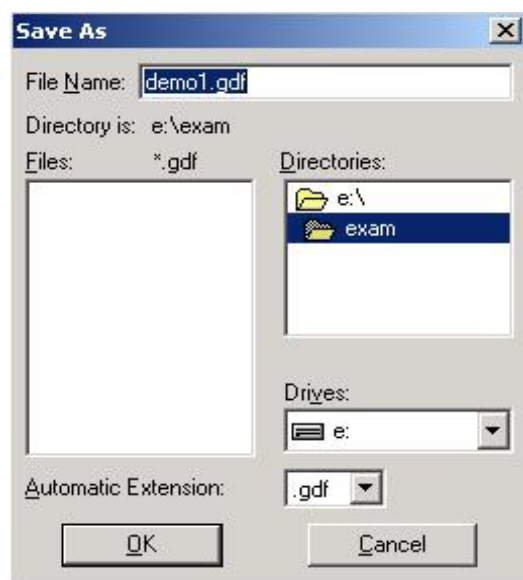 Save As
File Name: demo1.gdf
Directory is: e:\exam
Files: *.gdf
Directories:
e:\
exam
Drives:
e:
Automatic Extension: .gdf
OK
Cancel